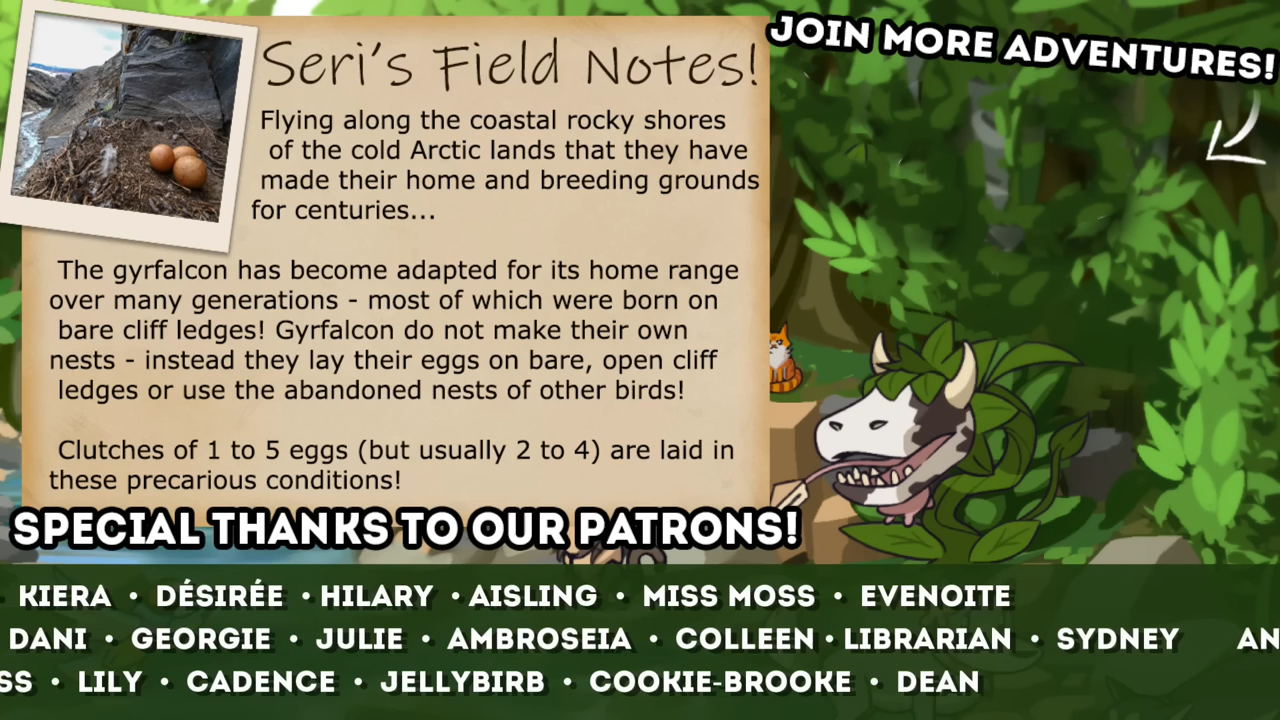 Seri's Field Notes!
JOIN MORE ADVENTURES!
Flying along the coastal rocky shores
of the cold Arctic lands that they have
made their home and breeding grounds
for centuries...
The gyrfalcon has become adapted for its home range
over many generations - most of which were born on
bare cliff ledges! Gyrfalcon do not make their own
nests - instead they lay their eggs on bare, open cliff
ledges or use the abandoned nests of other birds!
Clutches of 1 to 5 eggs (but usually 2 to 4) are laid in
these precarious conditions!
SPECIAL THANKS TO OUR PATRONS!
• KIERA • DÉSIRÉE • HILARY • AISLING • MISS MOSS • EVENOITE
DANI • GEORGIE • JULIE • AMBROSEIA • COLLEEN • LIBRARIAN • SYDNEY AN
SS • LILY • CADENCE • JELLYBIRB • COOKIE-BROOKE • DEAN